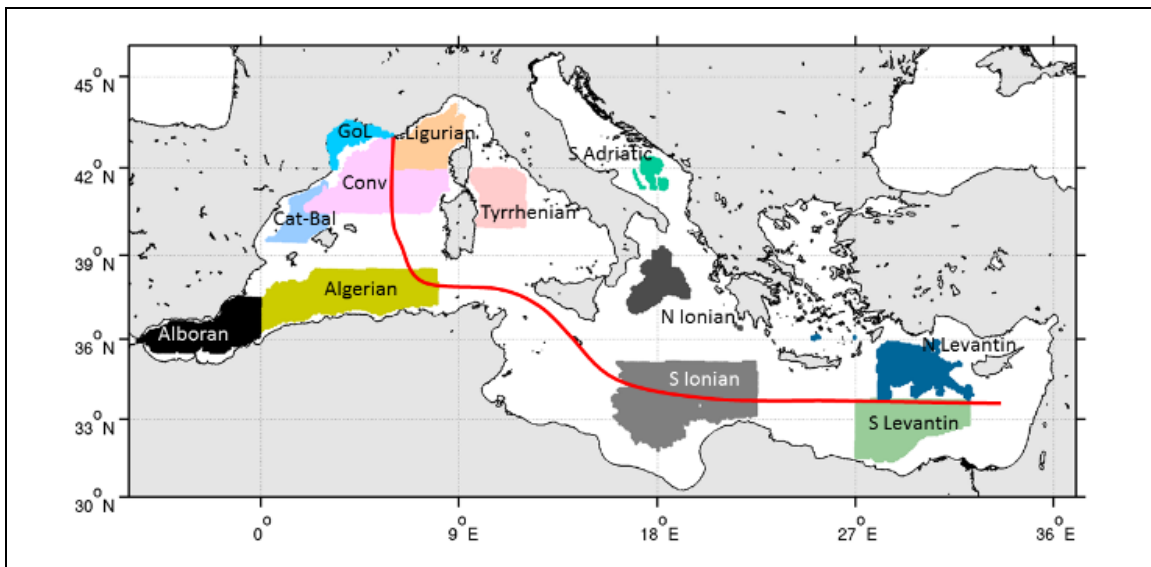 45° N
GoL
Ligurian
S Adriatic
42° N
Conv
Cat-Bal
Tyrrhenian
39° N
Algerian
N Ionian
Alboran
36° N
N Levantin
S Ionian
33° N
S Levantin
30° N
0° 9° E 18° E 27° E 36° E